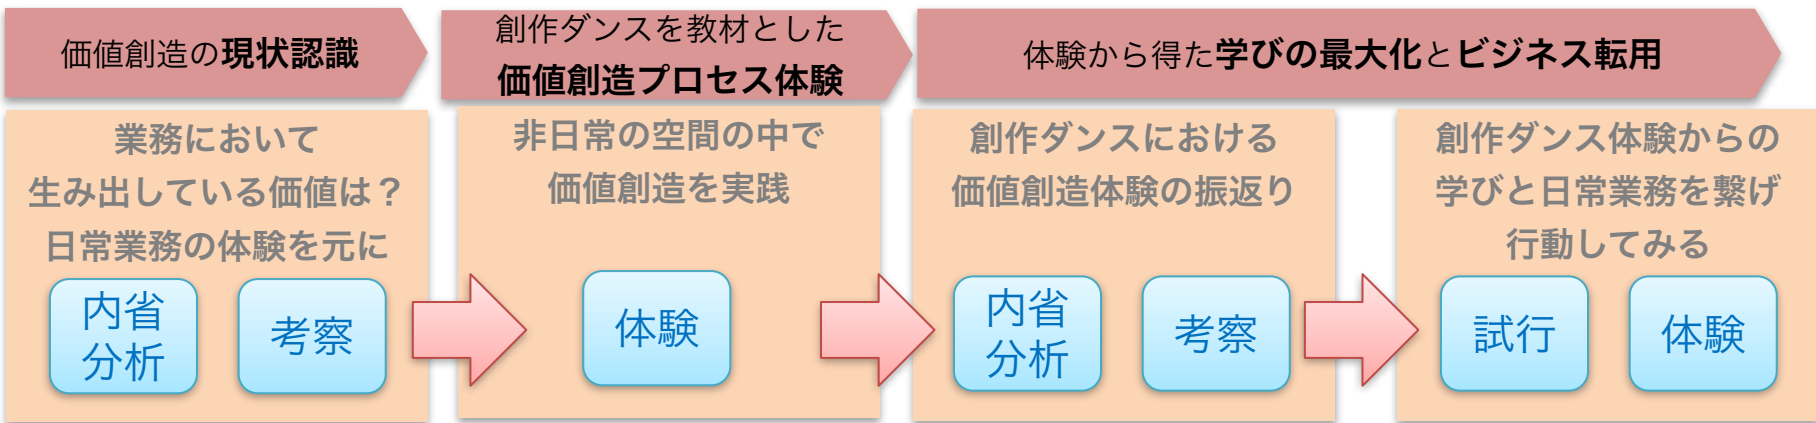 価値創造の現状認識
創作ダンスを教材とした
価値創造プロセス体験
体験から得た学びの最大化とビジネス転用
業務において
生み出している価値は？
日常業務の体験を元に
内省
分析
考察
非日常の空間の中で
価値創造を実践
体験
創作ダンスにおける
価値創造体験の振返り
内省
分析
考察
創作ダンス体験からの
学びと日常業務を繋げ
行動してみる
試行
体験